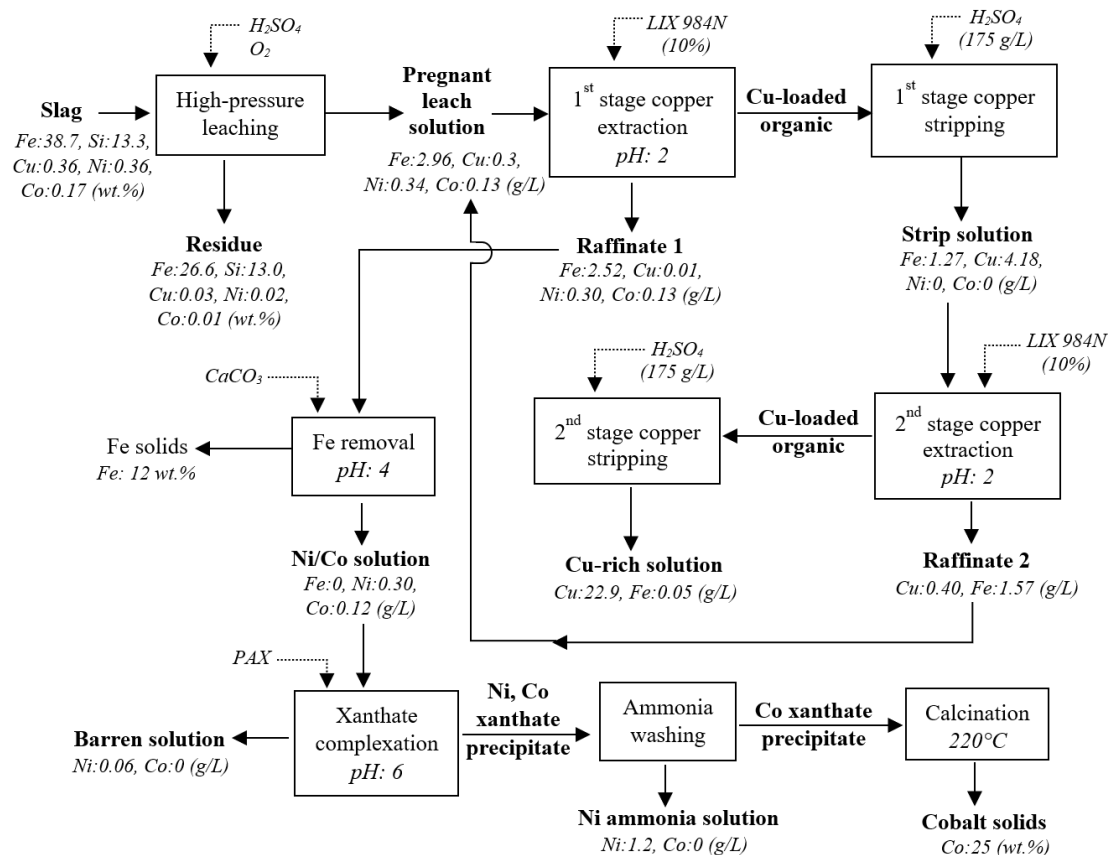 H₂SO₄
O₂
LIX 984N
(10%)
H₂SO₄
(175 g/L)
Slag
Fe:38.7, Si:13.3,
Cu:0.36, Ni:0.36,
Co:0.17 (wt.%)
High-pressure
leaching
Pregnant
leach
solution
Fe:2.96, Cu:0.3,
Ni:0.34, Co:0.13 (g/L)
1st stage copper
extraction
pH: 2
Cu-loaded
organic
1st stage copper
stripping
Residue
Fe:26.6, Si:13.0,
Cu:0.03, Ni:0.02,
Co:0.01 (wt.%)
Raffinate 1
Fe:2.52, Cu:0.01,
Ni:0.30, Co:0.13 (g/L)
Strip solution
Fe:1.27, Cu:4.18,
Ni:0, Co:0 (g/L)
CaCO₃
H₂SO₄
(175 g/L)
LIX 984N
(10%)
Fe solids
Fe: 12 wt.%
Fe removal
pH: 4
2nd stage copper
stripping
Cu-loaded
organic
2nd stage copper
extraction
pH: 2
Ni/Co solution
Fe:0, Ni:0.30,
Co:0.12 (g/L)
Cu-rich solution
Cu:22.9, Fe:0.05 (g/L)
Raffinate 2
Cu:0.40, Fe:1.57 (g/L)
PAX
Barren solution
Ni:0.06, Co:0 (g/L)
Xanthate
complexation
pH: 6
Ni, Co
xanthate
precipitate
Ammonia
washing
Co xanthate
precipitate
Calcination
220°C
Ni ammonia solution
Ni:1.2, Co:0 (g/L)
Cobalt solids
Co:25 (wt.%)